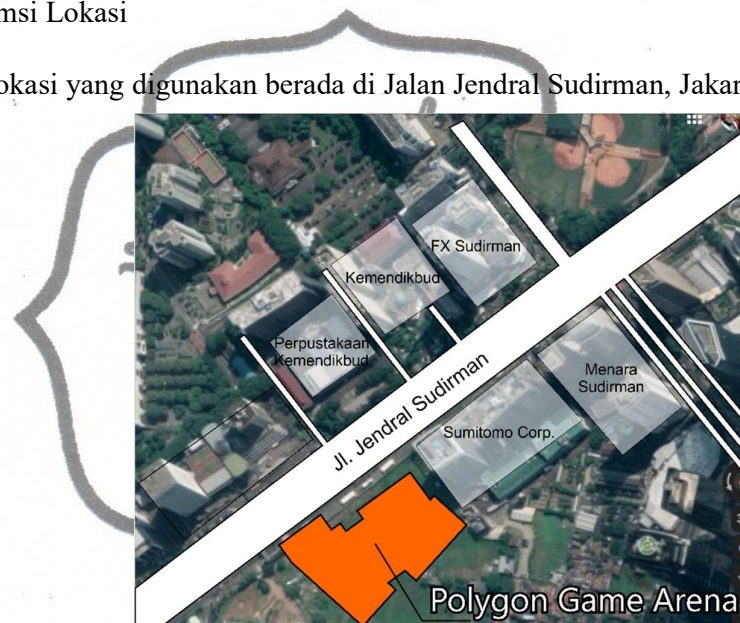 msi Lokasi
okasi yang digunakan berada di Jalan Jendral Sudirman, Jakar
FX Sudirman
Kemendikbud
Perpustakaan
Kemendikbud
Jl. Jendral Sudirman
Menara
Sudirman
Sumitomo Corp.
Polygon Game Arena